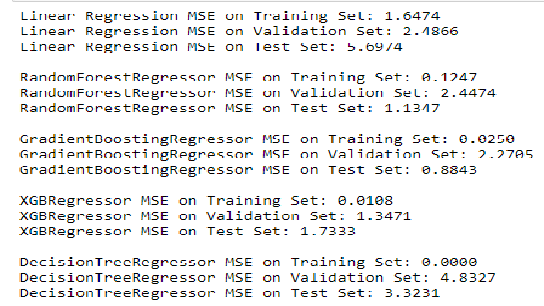 Linear Regression MSE on Training Set: 1.6474
Linear Regression MSE on Validation Set: 2.4866
Linear Regression MSE on Test Set: 5.6974
RandomForestRegressor MSE on Training Set: 0.1247
RandomForestRegressor MSE on Validation Set: 2.4474
RandomForestRegressor MSE on Test Set: 1.1347
GradientBoostingRegressor MSE on Training Set: 0.0250
GradientBoostingRegressor MSE on Validation Set: 2.2705
GradientBoostingRegressor MSE on Test Set: 0.8843
XGBRegressor MSE on Training Set: 0.0108
XGBRegressor MSE on Validation Set: 1.3471
XGBRegressor MSE on Test Set: 1.7333
DecisionTreeRegressor MSE on Training Set: 0.0000
DecisionTreeRegressor MSE on Validation Set: 4.8327
DecisionTreeRegressor MSE on Test Set: 3.3231